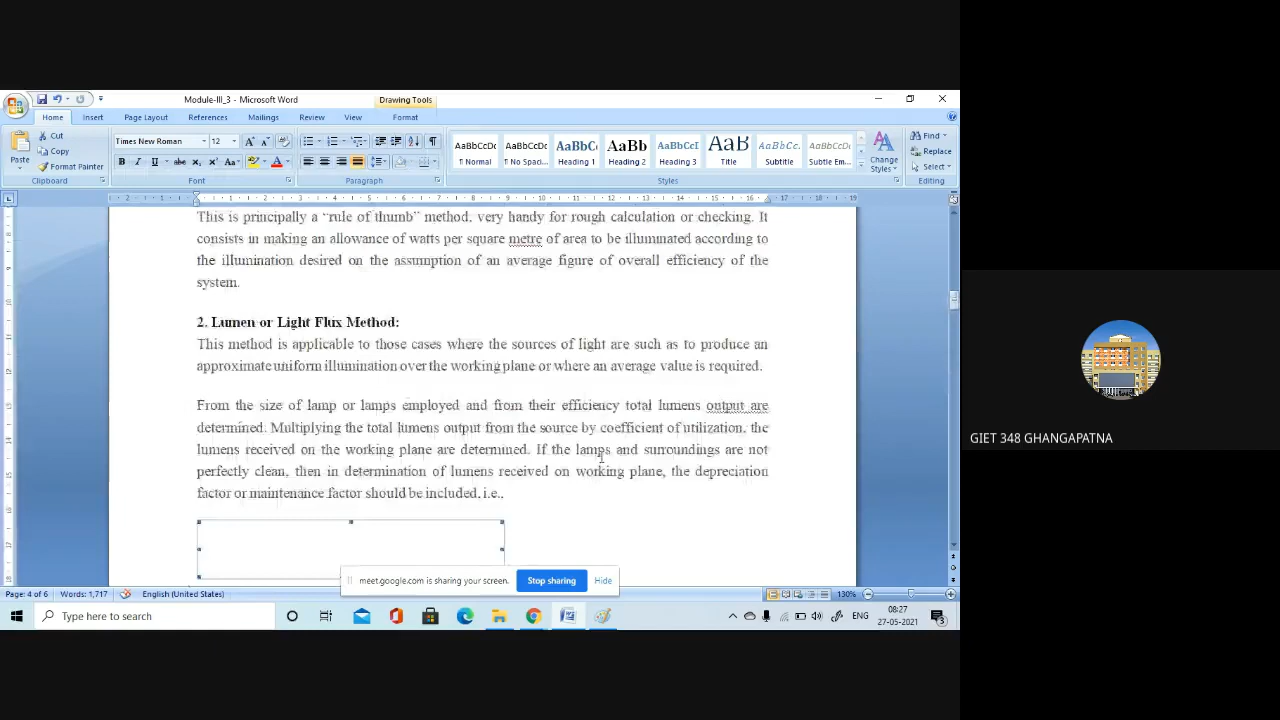 Module-III_3 - Microsoft Word
Drawing Tools
Home Insert Page Layout References Mailings Review View Format
Paste
Cut
Copy
Format Painter
Clipboard
Times New Roman 12
Font
Paragraph
AaBbCcDc AaBbCcDc AaBbC AaBb AaBbCcI AaB AaBbCcL AaBbCcDc
¶ Normal ¶ No Spaci... Heading 1 Heading 2 Heading 3 Title Subtitle Subtle Em...
Styles
Change Styles
Find
Replace
Select
Editing
This is principally a "rule of thumb" method, very handy for rough calculation or checking. It
consists in making an allowance of watts per square metre of area to be illuminated according to
the illumination desired on the assumption of an average figure of overall efficiency of the
system.
2. Lumen or Light Flux Method:
This method is applicable to those cases where the sources of light are such as to produce an
approximate uniform illumination over the working plane or where an average value is required.
From the size of lamp or lamps employed and from their efficiency total lumens output are
determined. Multiplying the total lumens output from the source by coefficient of utilization, the
lumens received on the working plane are determined. If the lamps and surroundings are not
perfectly clean, then in determination of lumens received on working plane, the depreciation
factor or maintenance factor should be included, i.e.,
meet.google.com is sharing your screen. Stop sharing Hide
Page: 4 of 6 Words: 1,717 English (United States) 130%
Type here to search
ENG
08:27
27-05-2021
3
GIET 348 GHANGAPATNA